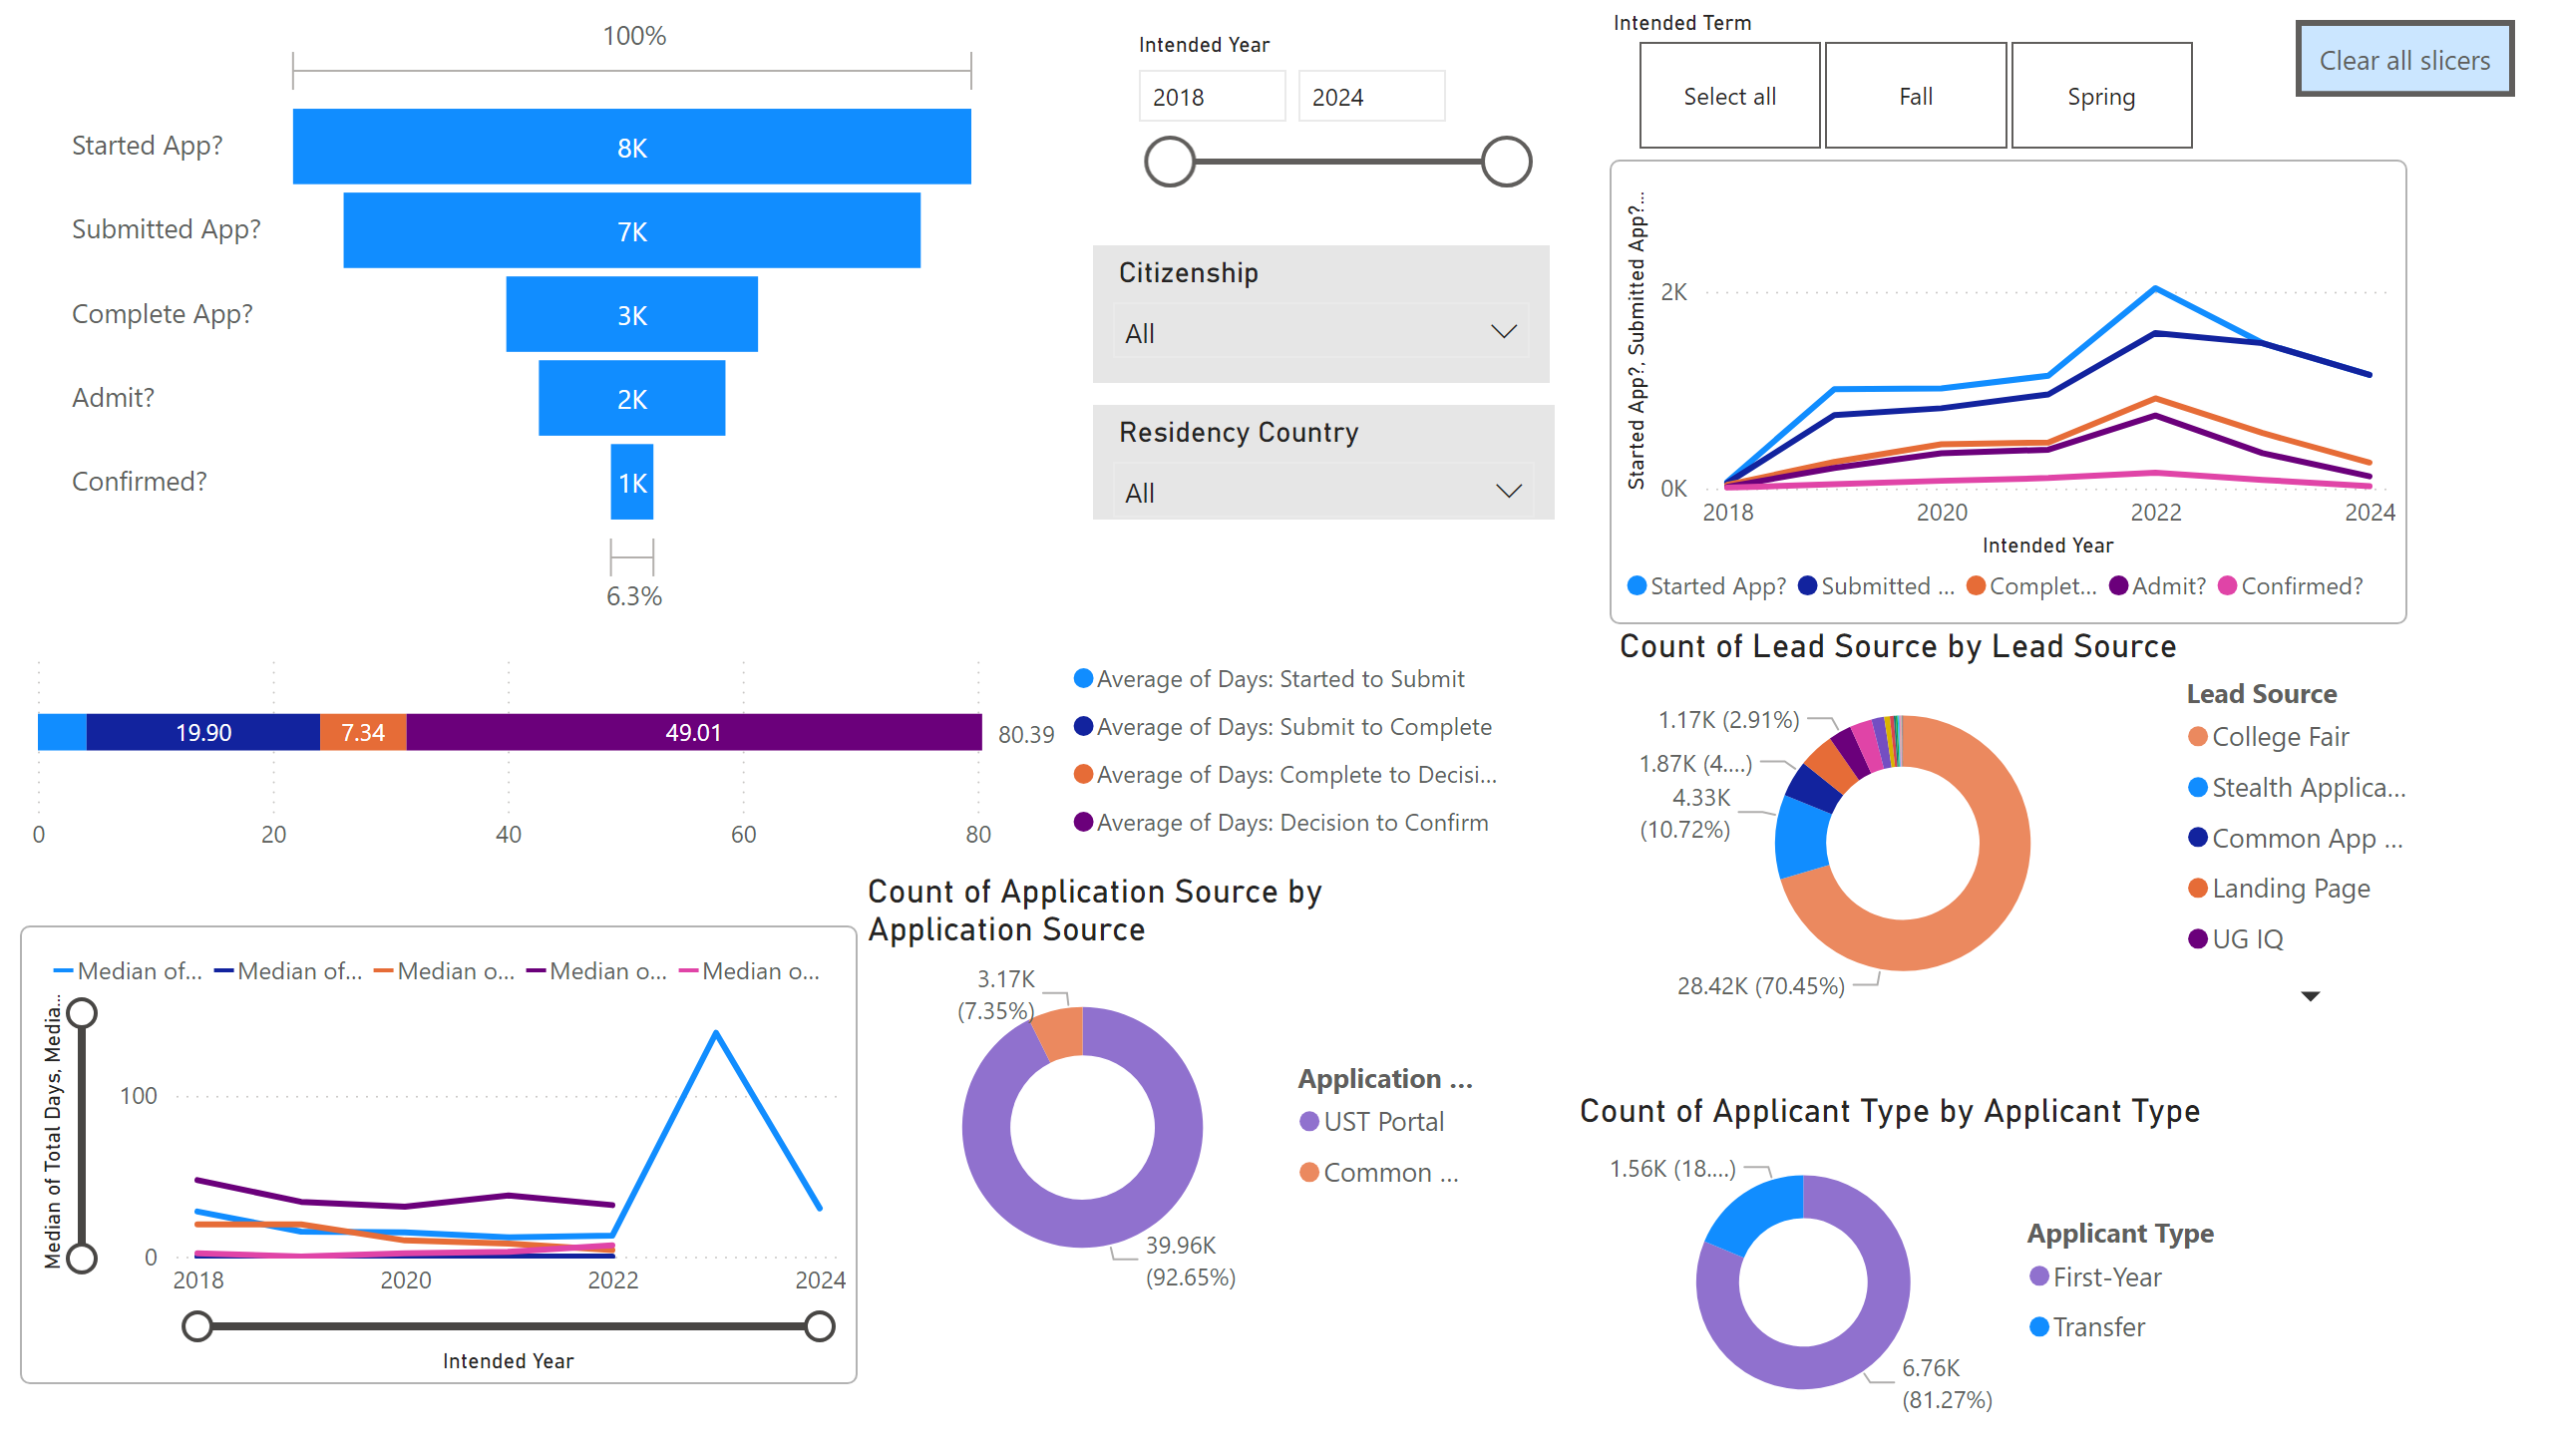 100%
Started App?
8K
Submitted App?
7K
Complete App?
3K
Admit?
2K
Confirmed?
1K
6.3%
Intended Year
2018
2024
Citizenship
All
Residency Country
All
Intended Term
Select all
Fall
Spring
Clear all slicers
Started App?, Submitted App?...
2K
0K
2018
2020
2022
2024
Intended Year
Started App?
Submitted ...
Complet...
Admit?
Confirmed?
19.90
7.34
49.01
80.39
0
20
40
60
80
Average of Days: Started to Submit
Average of Days: Submit to Complete
Average of Days: Complete to Decisi...
Average of Days: Decision to Confirm
Count of Lead Source by Lead Source
1.17K (2.91%)
1.87K (4....)
4.33K
(10.72%)
28.42K (70.45%)
Lead Source
College Fair
Stealth Applica...
Common App ...
Landing Page
UG IQ
Median of...
Median of...
Median o...
Median o...
Median o...
Median of Total Days, Media...
100
0
2018
2020
2022
2024
Intended Year
Count of Application Source by
Application Source
3.17K
(7.35%)
39.96K
(92.65%)
Application ...
UST Portal
Common ...
Count of Applicant Type by Applicant Type
1.56K (18....)
6.76K
(81.27%)
Applicant Type
First-Year
Transfer